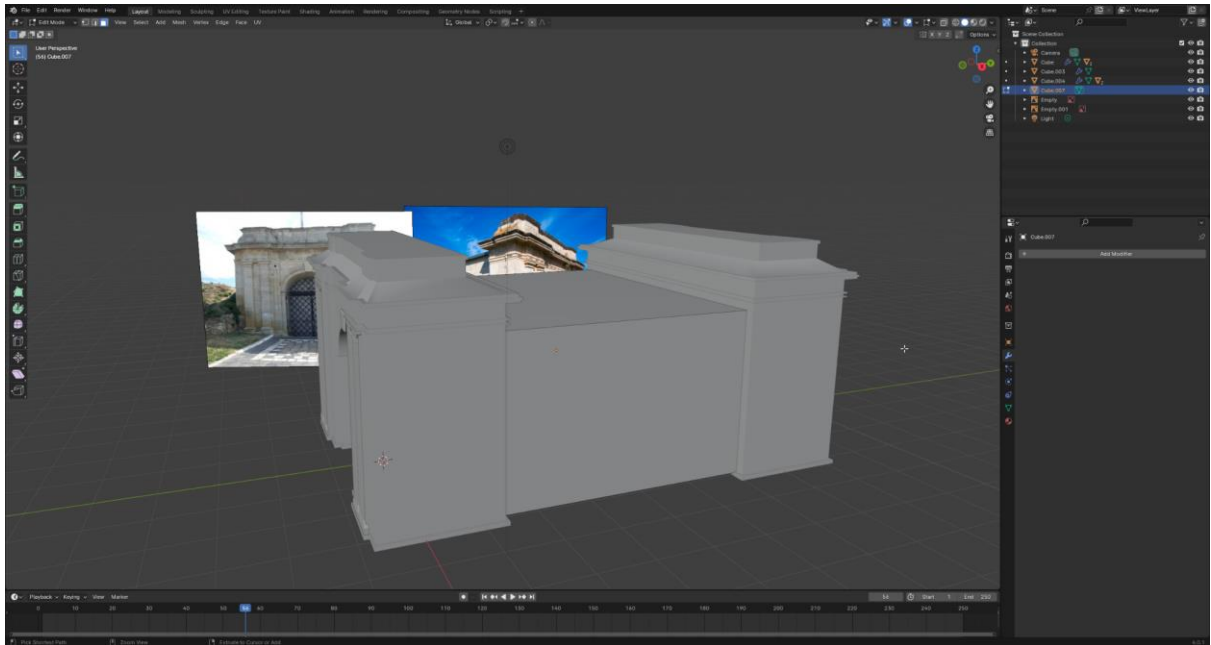 File Edit Render Window Help Layout Modeling Sculpting UV Editing Texture Paint Shading Animation Rendering Compositing Geometry Nodes Scripting + Scene ViewLayer
Edit Mode View Select Add Mesh Vertex Edge Face UV Global
X Y Z Options
User Perspective
(56) Cube.007
Scene Collection
Collection
Camera
Cube
Cube.003
Cube.004
Cube.007
Empty
Empty.001
Light
Cube.007
Add Modifier
Playback Keying View Marker 56 Start 1 End 250
0 10 20 30 40 50 56 60 70 80 90 100 110 120 130 140 150 160 170 180 190 200 210 220 230 240 250
Pick Shortest Path Zoom View Extrude to Cursor or Add